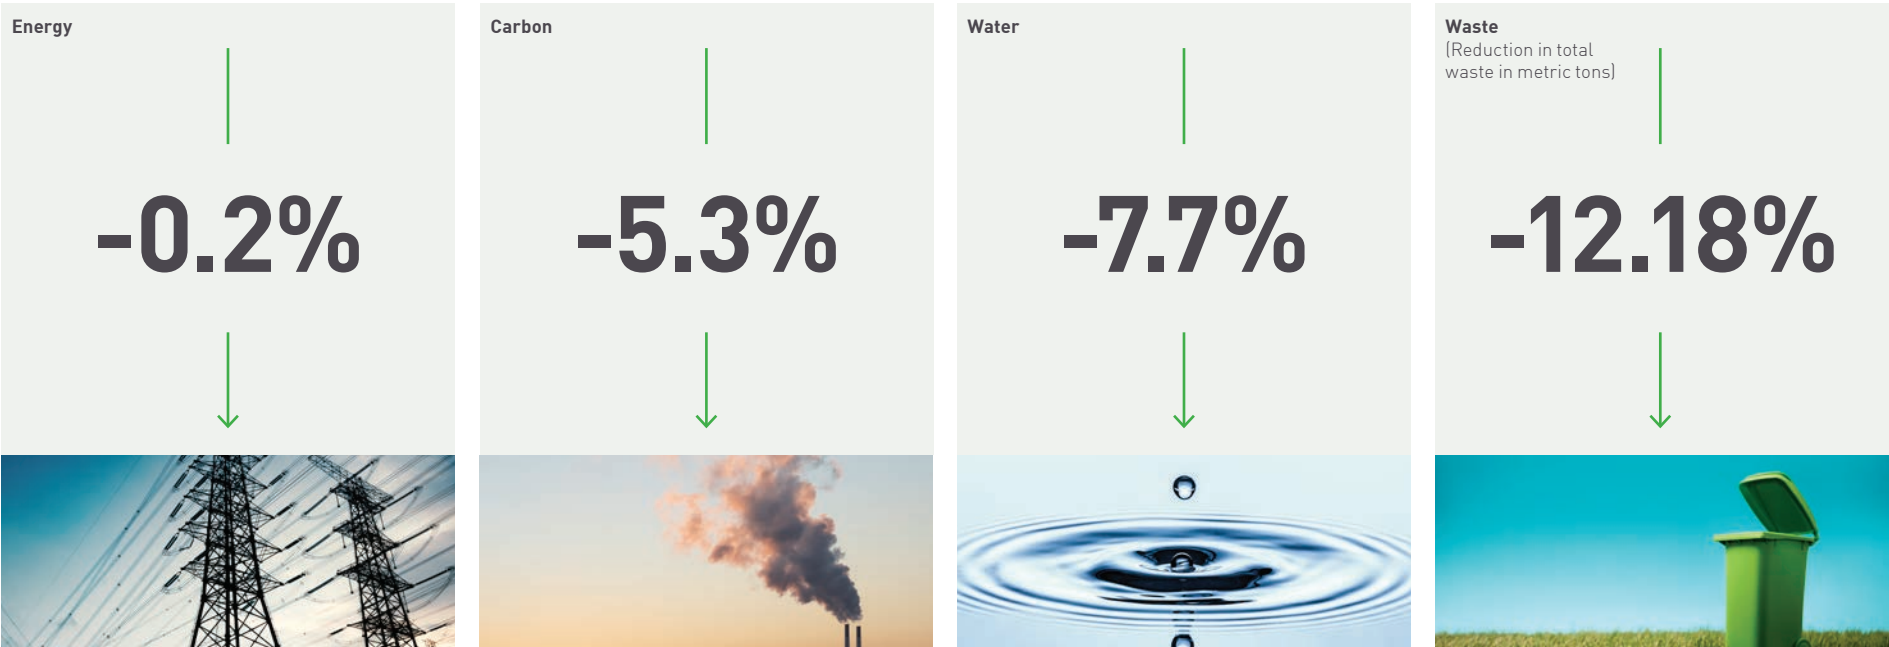 Energy
-0.2%
Carbon
-5.3%
Water
-7.7%
Waste
(Reduction in total
waste in metric tons)
-12.18%